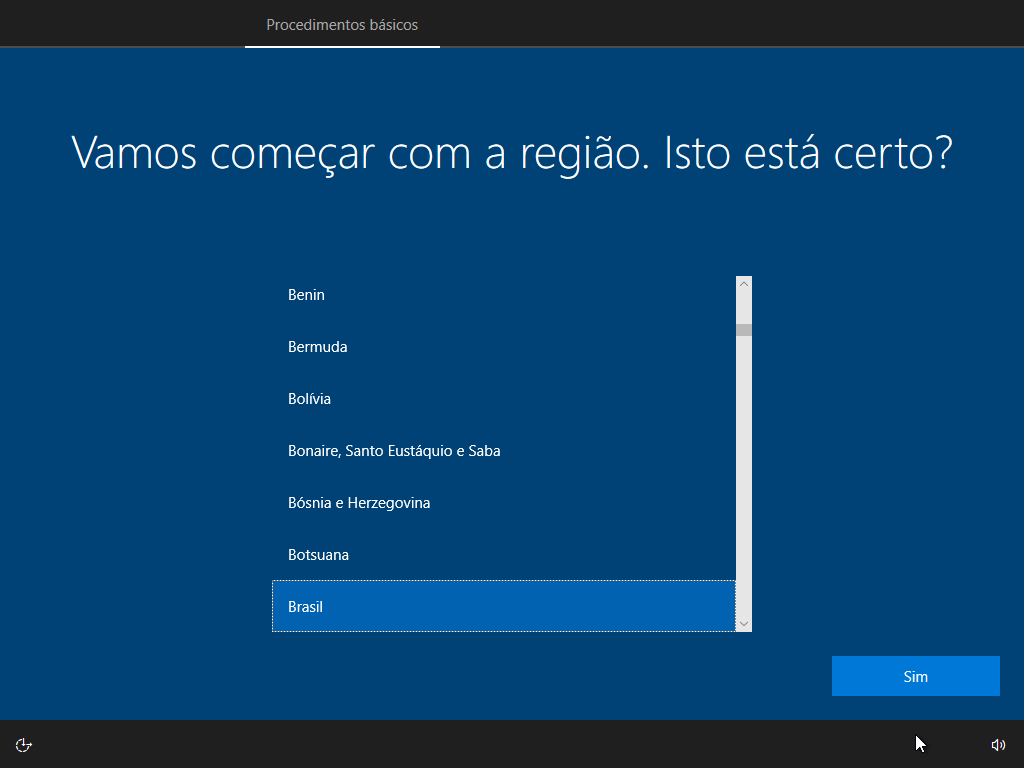 Procedimentos básicos
Vamos começar com a região. Isto está certo?
Benin
Bermuda
Bolívia
Bonaire, Santo Eustáquio e Saba
Bósnia e Herzegovina
Botsuana
Brasil
Sim